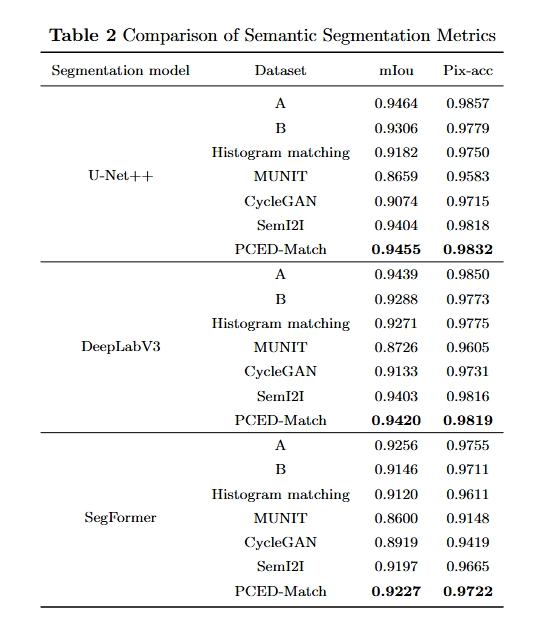 Table 2 Comparison of Semantic Segmentation Metrics
Segmentation model Dataset mIou Pix-acc
A 0.9464 0.9857
B 0.9306 0.9779
Histogram matching 0.9182 0.9750
U-Net++ MUNIT 0.8659 0.9583
CycleGAN 0.9074 0.9715
SemI2I 0.9404 0.9818
PCED-Match 0.9455 0.9832
A 0.9439 0.9850
B 0.9288 0.9773
Histogram matching 0.9271 0.9775
DeepLabV3 MUNIT 0.8726 0.9605
CycleGAN 0.9133 0.9731
SemI2I 0.9403 0.9816
PCED-Match 0.9420 0.9819
A 0.9256 0.9755
B 0.9146 0.9711
Histogram matching 0.9120 0.9611
SegFormer MUNIT 0.8600 0.9148
CycleGAN 0.8919 0.9419
SemI2I 0.9197 0.9665
PCED-Match 0.9227 0.9722